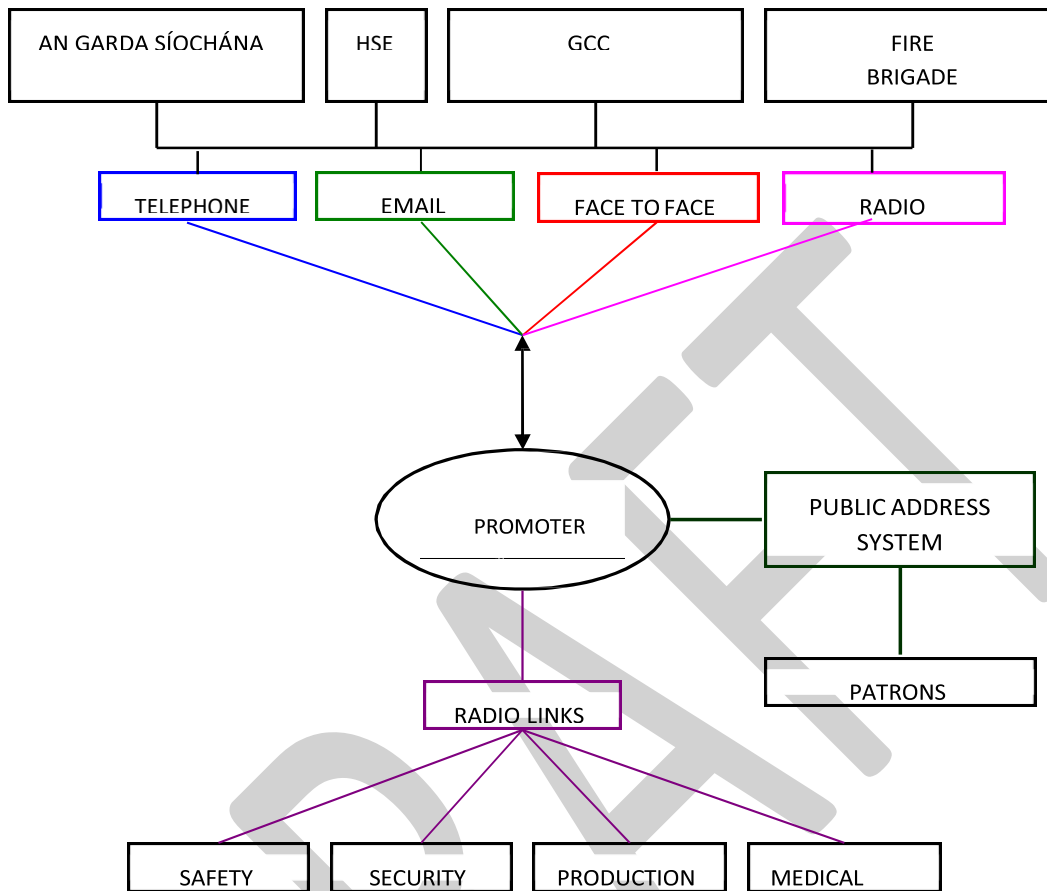 AN GARDA SÍOCHÁNA
HSE
GCC
FIRE
BRIGADE
TELEPHONE
EMAIL
FACE TO FACE
RADIO
PROMOTER
PUBLIC ADDRESS
SYSTEM
PATRONS
RADIO LINKS
SAFETY
SECURITY
PRODUCTION
MEDICAL
DRAFT